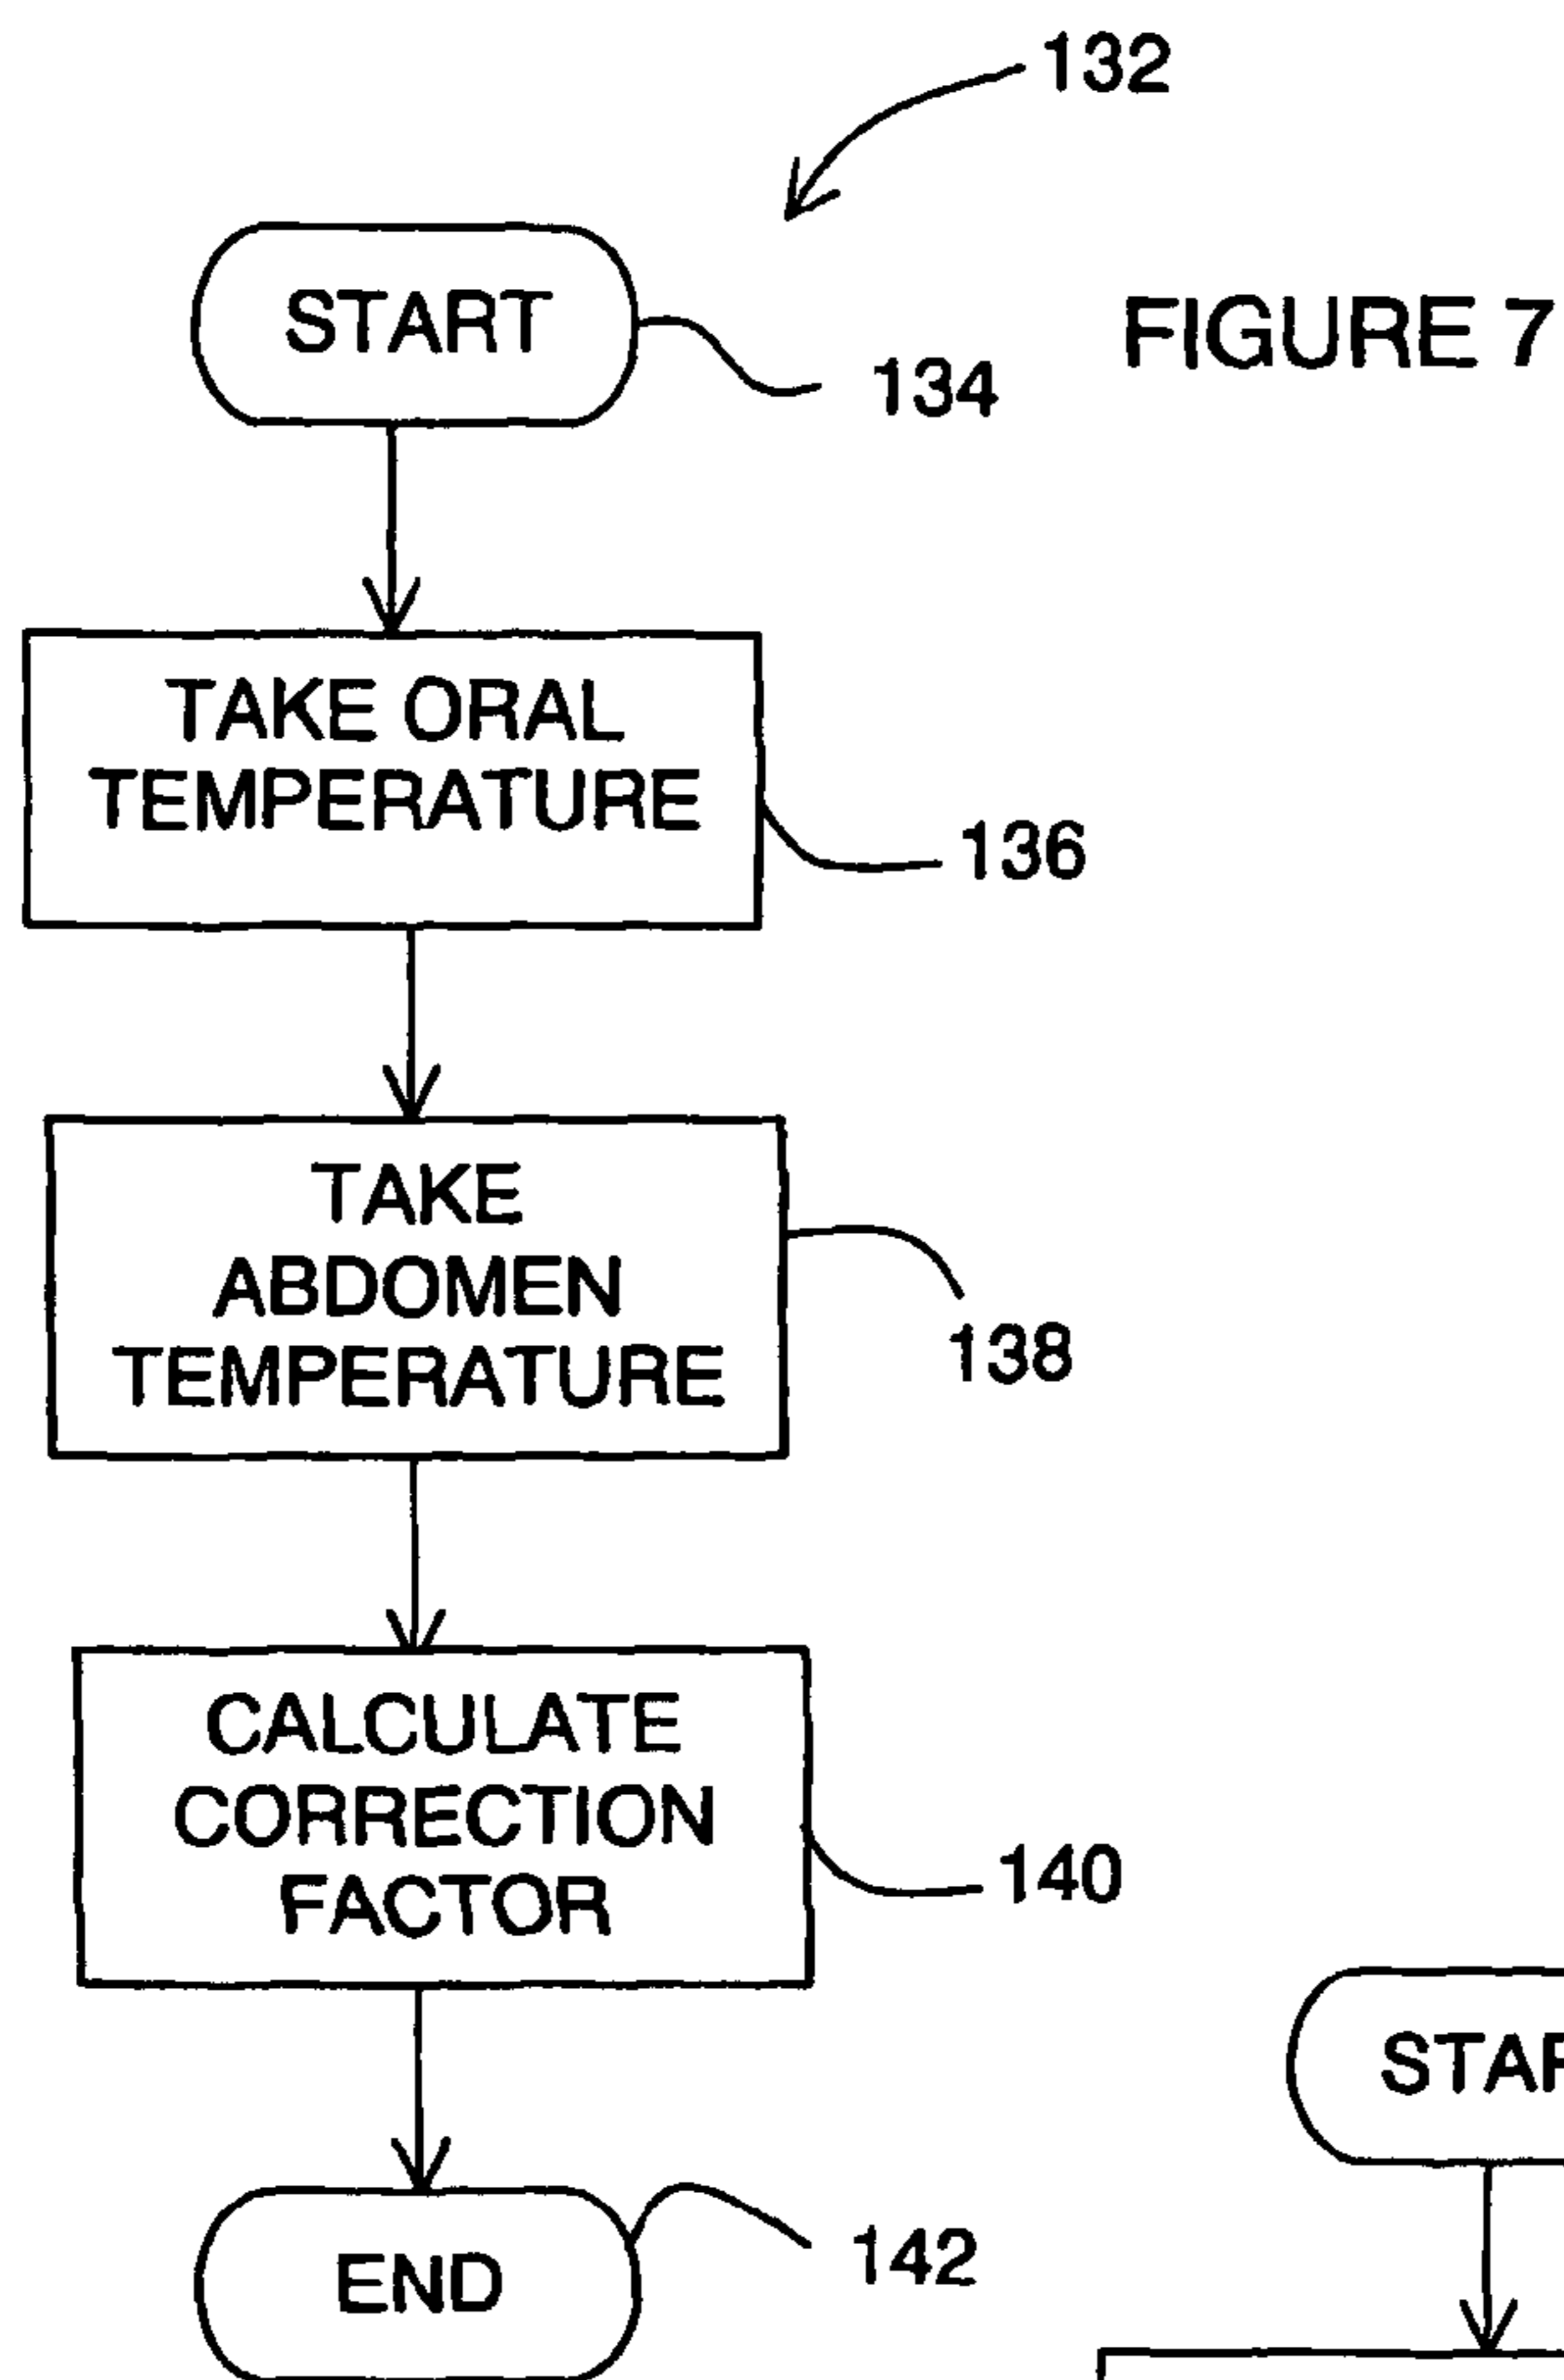 132
START
FIGURE 7
134
TAKE ORAL
TEMPERATURE
136
TAKE
ABDOMEN
TEMPERATURE
138
CALCULATE
CORRECTION
FACTOR
140
END
142